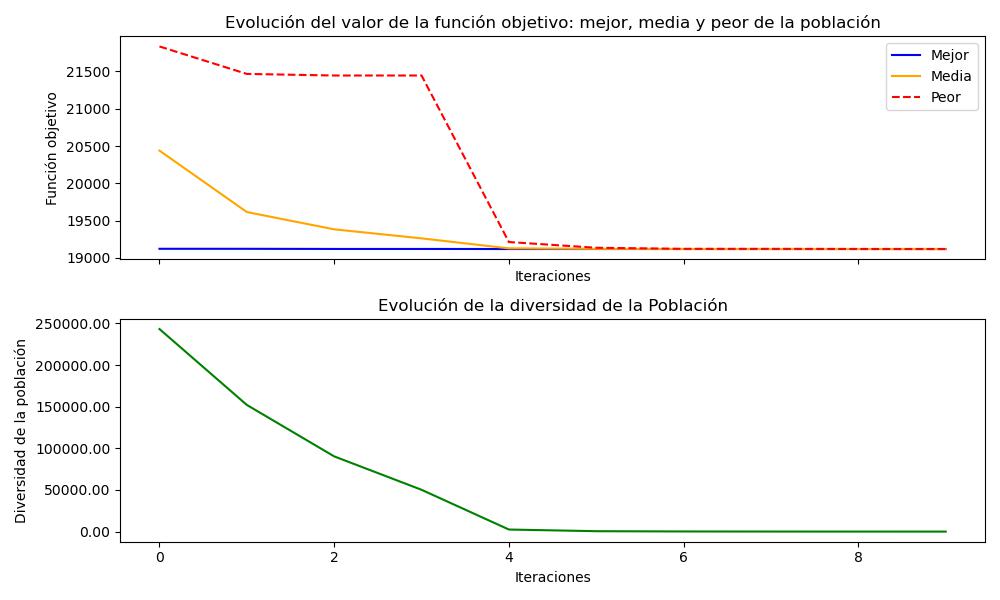 Evolución del valor de la función objetivo: mejor, media y peor de la población
Función objetivo
21500
21000
20500
20000
19500
19000
Mejor
Media
Peor
Iteraciones
Evolución de la diversidad de la Población
Diversidad de la población
250000.00
200000.00
150000.00
100000.00
50000.00
0.00
0 2 4 6 8
Iteraciones